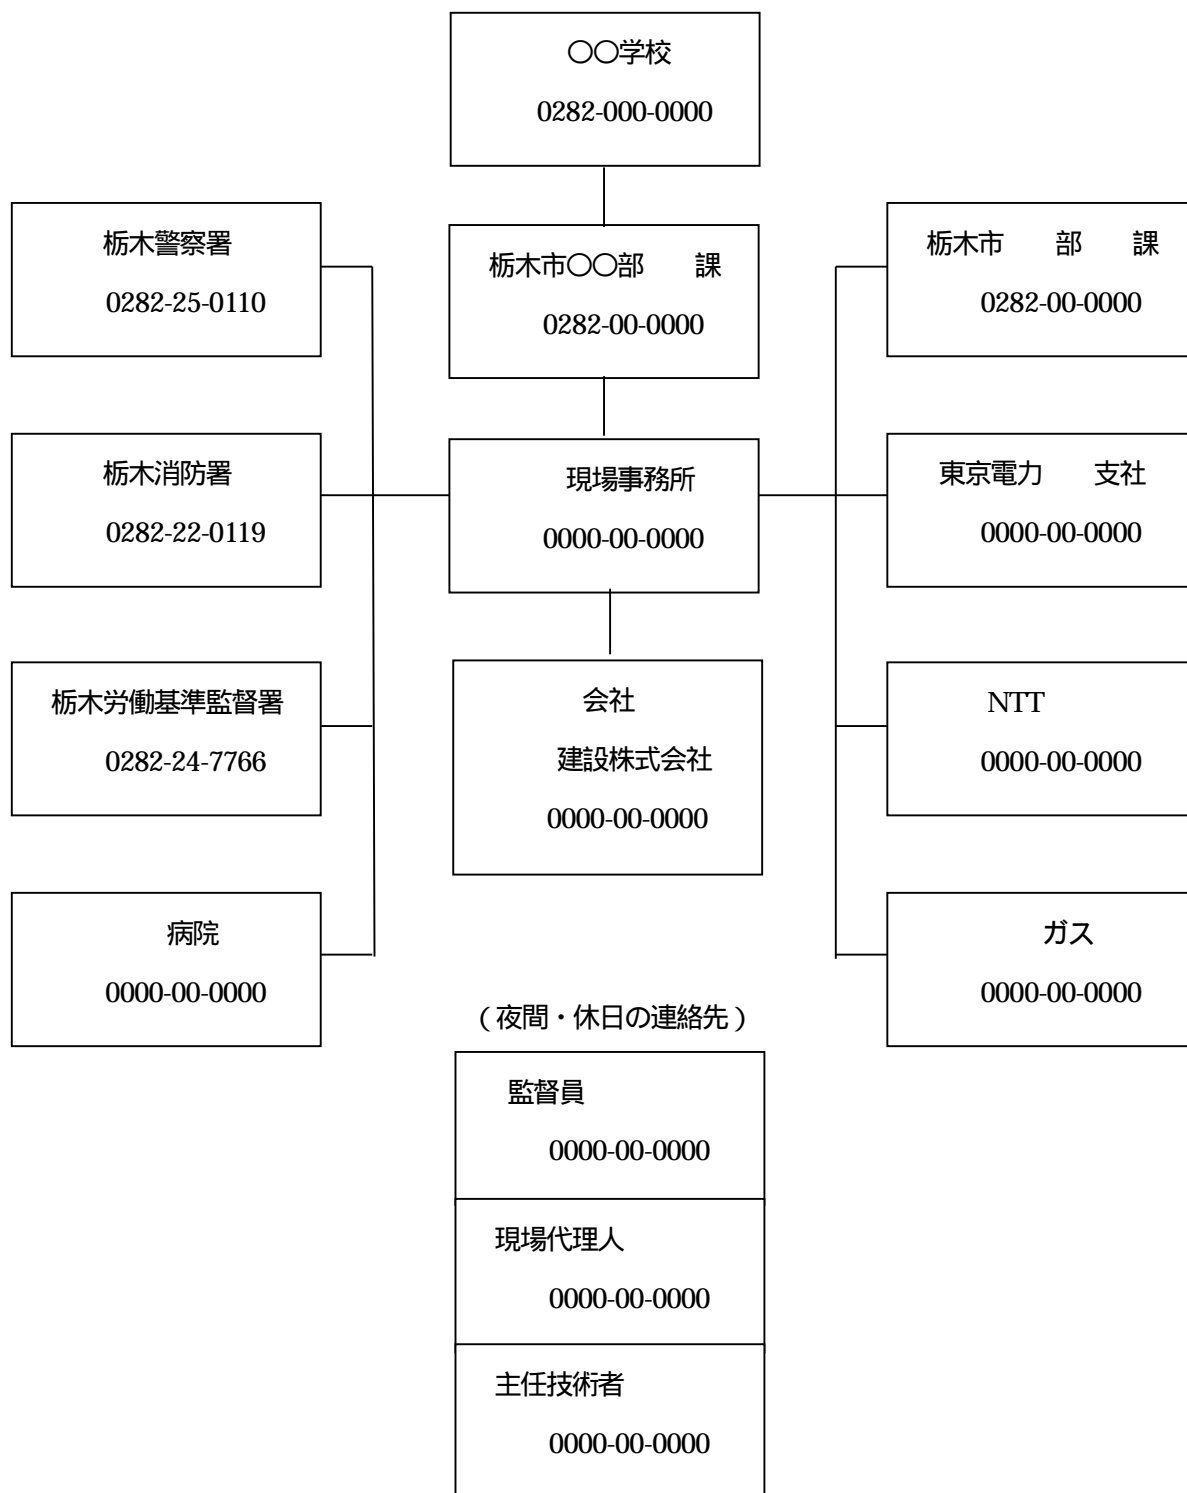 〇〇学校
0282-000-0000
栃木警察署
0282-25-0110
栃木市〇〇部　　課
0282-00-0000
栃木市　　部　　課
0282-00-0000
栃木消防署
0282-22-0119
現場事務所
0000-00-0000
東京電力　　支社
0000-00-0000
栃木労働基準監督署
0282-24-7766
会社
建設株式会社
0000-00-0000
NTT
0000-00-0000
病院
0000-00-0000
ガス
0000-00-0000
（夜間・休日の連絡先）
監督員
0000-00-0000
現場代理人
0000-00-0000
主任技術者
0000-00-0000